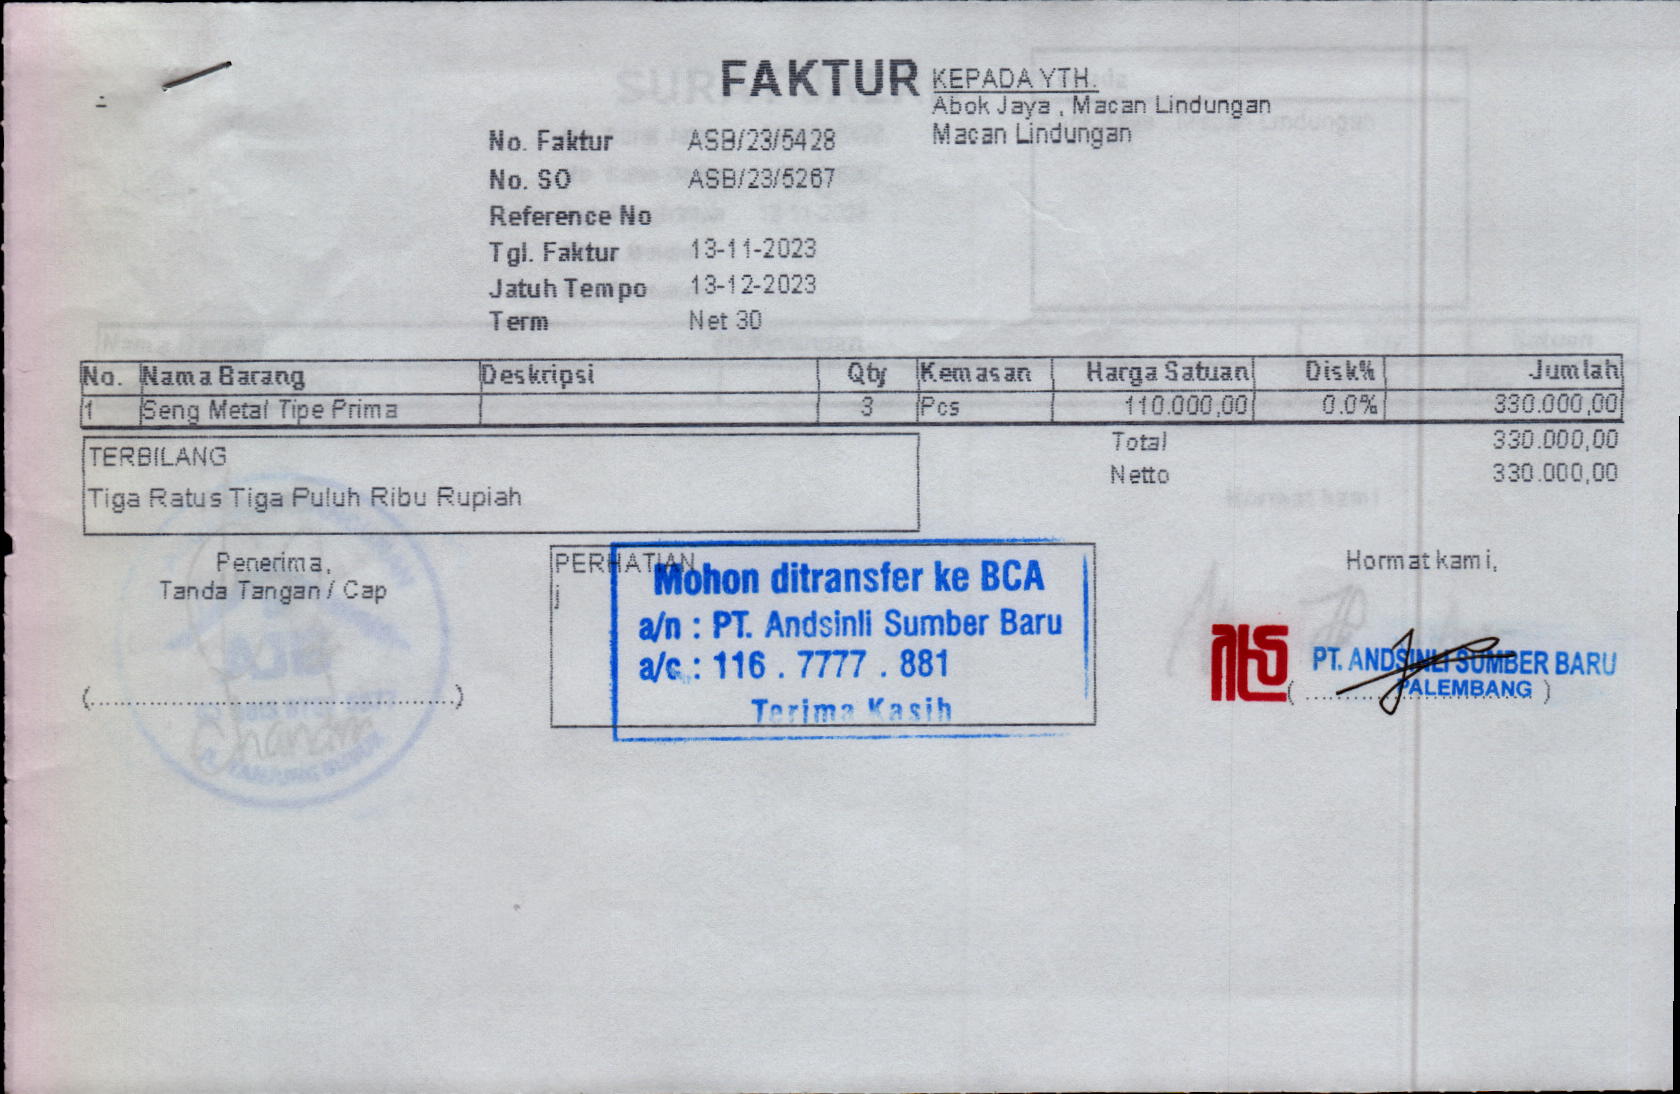 FAKTUR
KEPADA YTH.
Abok Jaya , Macan Lindungan
Macan Lindungan
No. Faktur ASB/23/5428
No. SO ASB/23/5267
Reference No
Tgl. Faktur 13-11-2023
Jatuh Tempo 13-12-2023
Term Net 30
No. Nama Barang Deskripsi Qty Kemasan Harga Satuan Disk% Jumlah
1 Seng Metal Tipe Prima 3 Pcs 110.000,00 0.0% 330.000,00
Total 330.000,00
Netto 330.000,00
TERBILANG
Tiga Ratus Tiga Puluh Ribu Rupiah
Penerima,
Tanda Tangan / Cap
(........................................................)
PERHATIAN
j
Mohon ditransfer ke BCA
a/n : PT. Andsinli Sumber Baru
a/c : 116 . 7777 . 881
Terima Kasih
Hormat kami,
PT. ANDSINLI SUMBER BARU
PALEMBANG
(........................................)